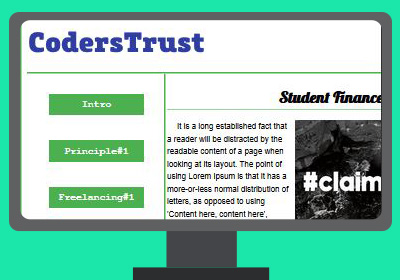 CodersTrust
Intro
Principle#1
Freelancing#1
Student Finance
It is a long established fact that
a reader will be distracted by the
readable content of a page when
looking at its layout. The point of
using Lorem Ipsum is that it has a
more-or-less normal distribution of
letters, as opposed to using
'Content here, content here',
#claim